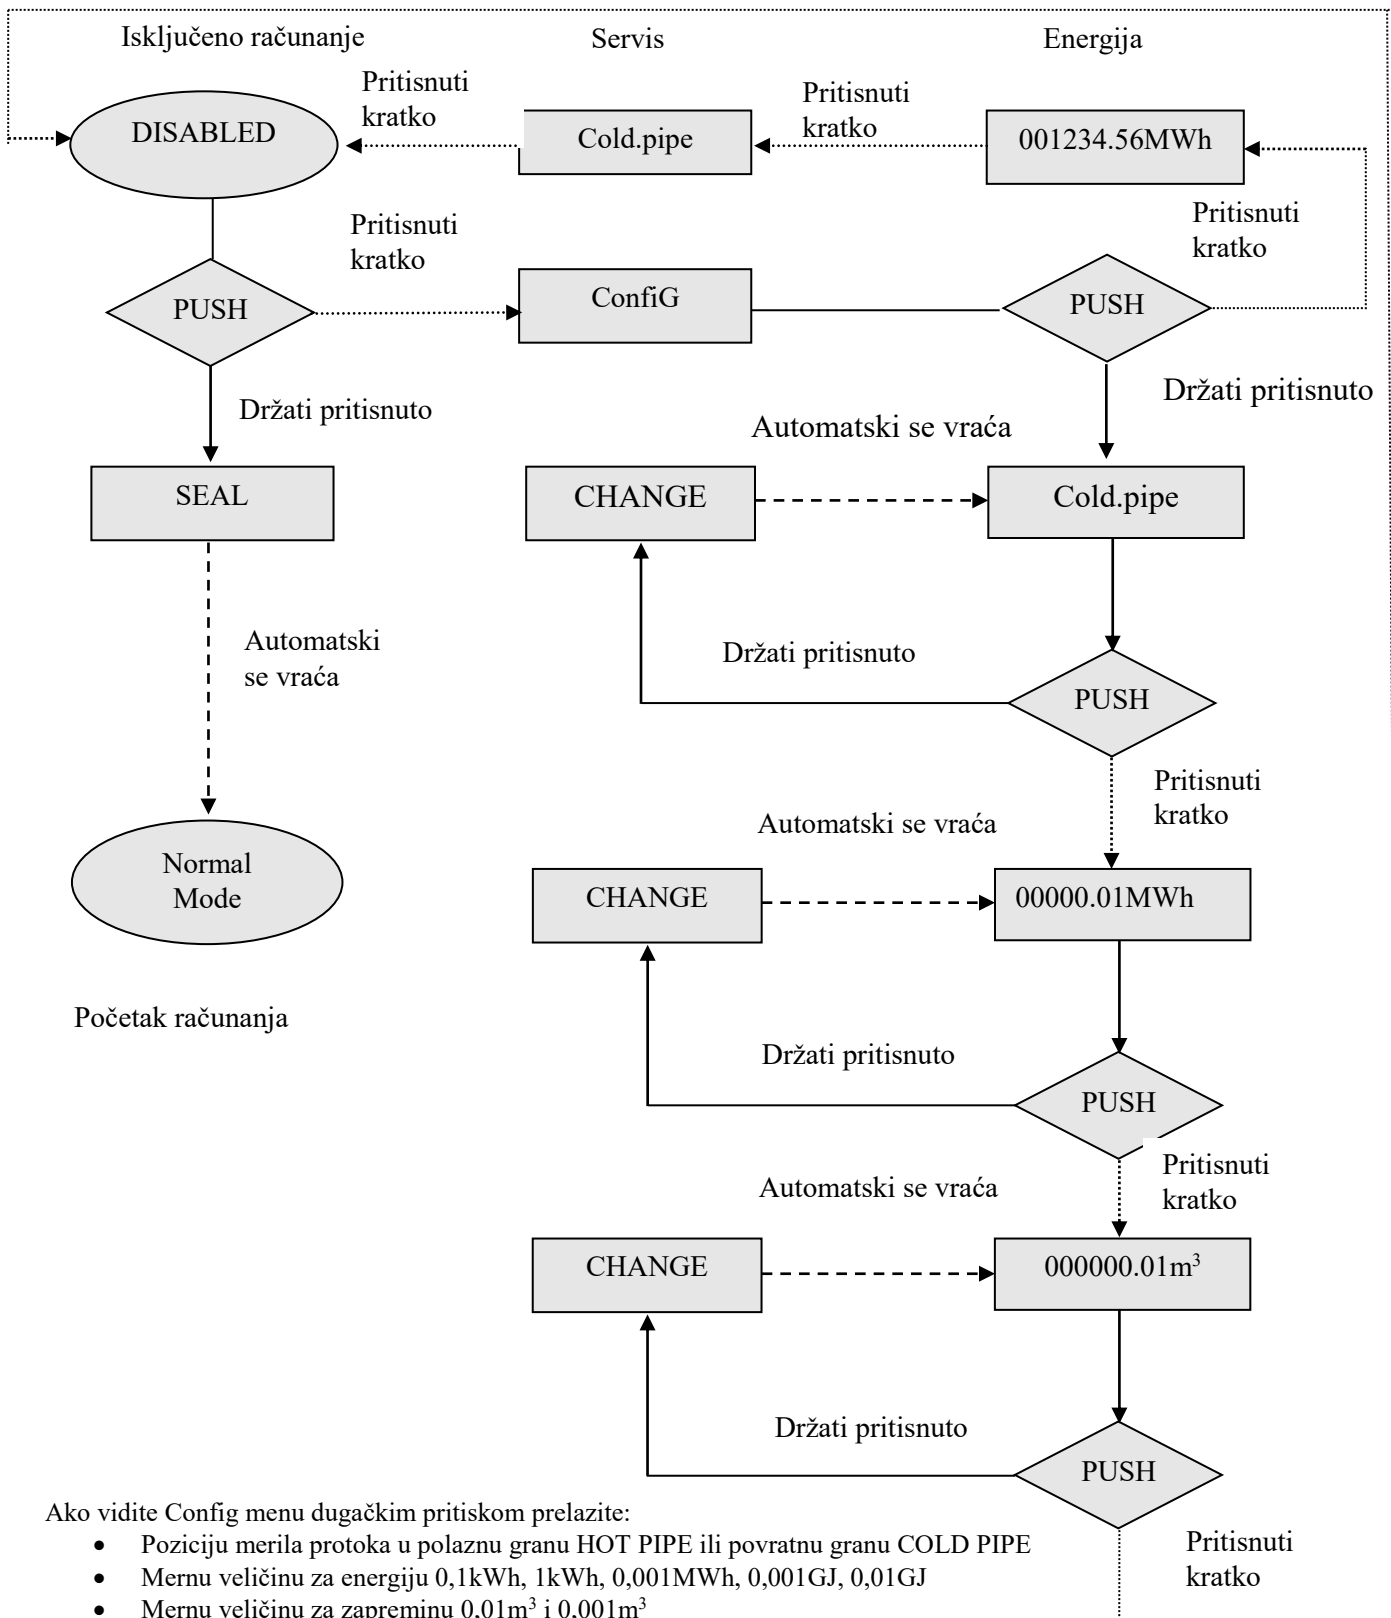 Isključeno računanje
Servis
Energija
Pritisnuti
kratko
Pritisnuti
kratko
DISABLED
Cold.pipe
001234.56MWh
Pritisnuti
kratko
Pritisnuti
kratko
PUSH
ConfiG
PUSH
Držati pritisnuto
Držati pritisnuto
Automatski se vraća
SEAL
CHANGE
Cold.pipe
Automatski
se vraća
Držati pritisnuto
PUSH
Pritisnuti
kratko
Automatski se vraća
Normal
Mode
CHANGE
00000.01MWh
Početak računanja
Držati pritisnuto
PUSH
Pritisnuti
kratko
Automatski se vraća
CHANGE
000000.01m³
Držati pritisnuto
PUSH
Ako vidite Config menu dugačkim pritiskom prelazite:
• Poziciju merila protoka u polaznu granu HOT PIPE ili povratnu granu COLD PIPE
• Mernu veličinu za energiju 0,1kWh, 1kWh, 0,001MWh, 0,001GJ, 0,01GJ
• Mernu veličinu za zapreminu 0,01m³ i 0,001m³
Pritisnuti
kratko